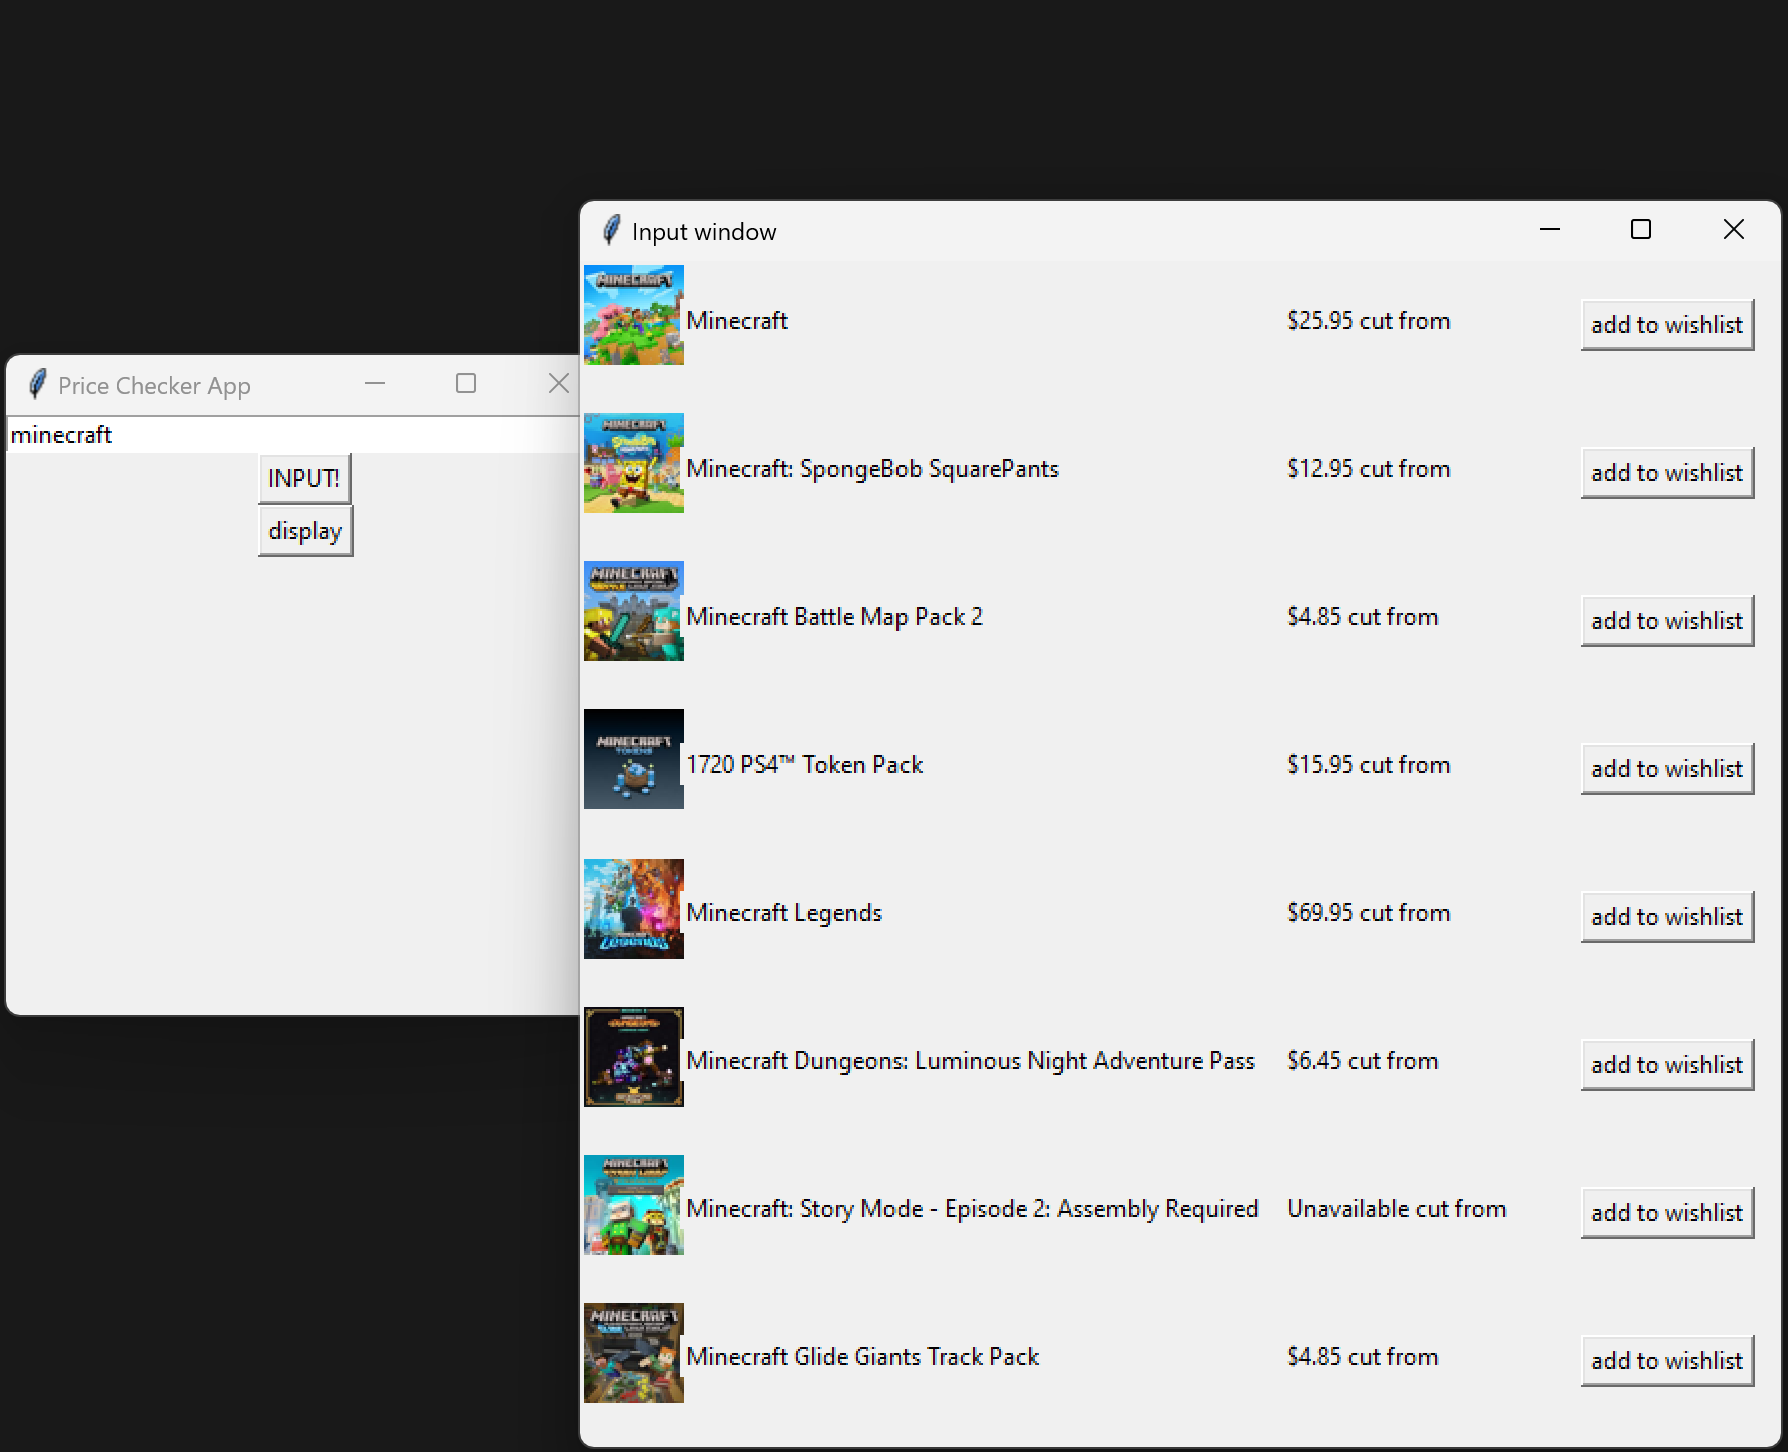 Price Checker App
minecraft
INPUT!
display
Input window
MINECRAFT
Minecraft
$25.95 cut from
add to wishlist
MINECRAFT
SpongeBob
Minecraft: SpongeBob SquarePants
$12.95 cut from
add to wishlist
MINECRAFT
Minecraft Battle Map Pack 2
$4.85 cut from
add to wishlist
MINECRAFT
TOKENS
1720 PS4™ Token Pack
$15.95 cut from
add to wishlist
LEGENDS
Minecraft Legends
$69.95 cut from
add to wishlist
DUNGEONS
Minecraft Dungeons: Luminous Night Adventure Pass
$6.45 cut from
add to wishlist
MINECRAFT
STORY MODE
Minecraft: Story Mode - Episode 2: Assembly Required
Unavailable cut from
add to wishlist
MINECRAFT
Minecraft Glide Giants Track Pack
$4.85 cut from
add to wishlist